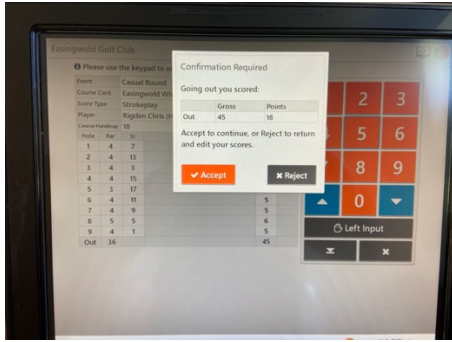 Easingwold Golf Club
Please use the keypad to
Event Casual Round
Course Card Easingwold
Score Type Strokeplay
Player Rigden Chris
Course Handicap 18
Hole Par SI
1 4 7
2 4 13
3 4 3
4 4 15
5 3 17
6 4 11 5
7 4 9 5
8 5 5 6
9 4 1 5
Out 36 45
Confirmation Required
Going out you scored:
Gross Points
Out 45 18
Accept to continue, or Reject to return
and edit your scores.
Accept Reject
2 3
5 6
8 9
0
Left Input